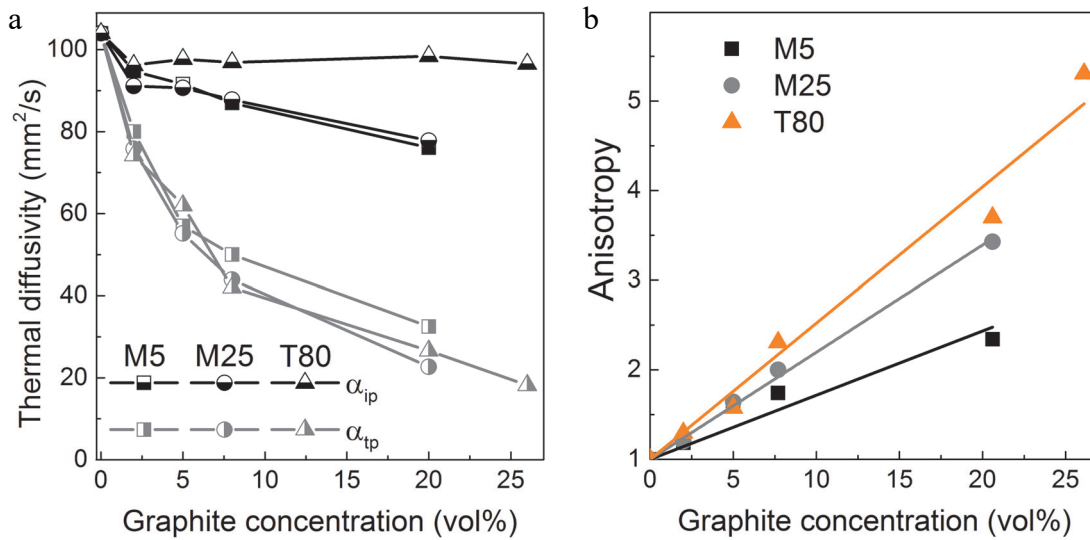 a
Thermal diffusivity (mm²/s)
100
80
60
40
20
0
M5 M25 T80
αip
αtp
0 5 10 15 20 25
Graphite concentration (vol%)
b
Anisotropy
5
4
3
2
1
M5
M25
T80
0 5 10 15 20 25
Graphite concentration (vol%)